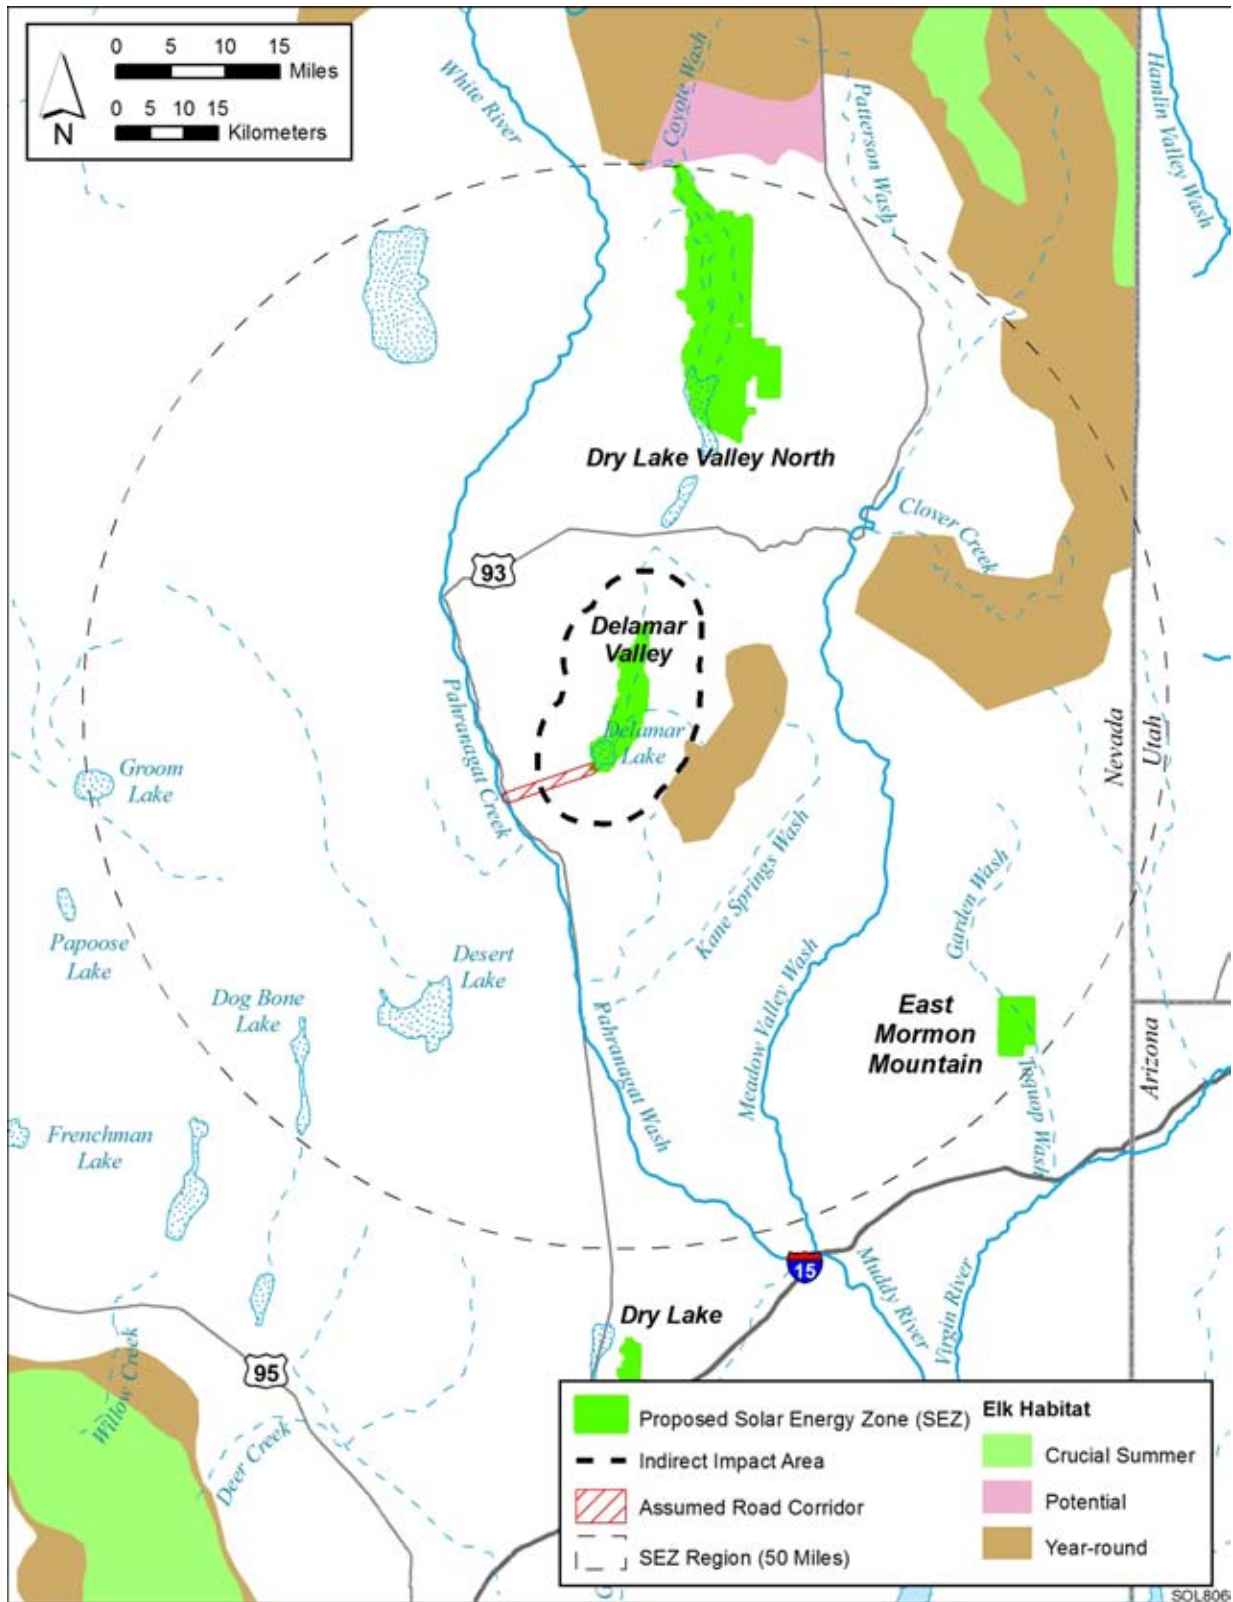 0 5 10 15
Miles
0 5 10 15
Kilometers
N
White River
Coyote Wash
Patterson Wash
Hamlin Valley Wash
Dry Lake Valley North
Clover Creek
93
Delamar
Valley
Delamar
Lake
Pahranagat Creek
Groom
Lake
Nevada
Utah
Kane Springs Wash
Garden Wash
Papoose
Lake
Desert
Lake
Dog Bone
Lake
Pahranagat Wash
Meadow Valley Wash
East
Mormon
Mountain
Arizona
Toquop Wash
Frenchman
Lake
15
Muddy River
Virgin River
Dry Lake
95
Willow Creek
Deer Creek
Proposed Solar Energy Zone (SEZ)
Indirect Impact Area
Assumed Road Corridor
SEZ Region (50 Miles)
Elk Habitat
Crucial Summer
Potential
Year-round
SOL806